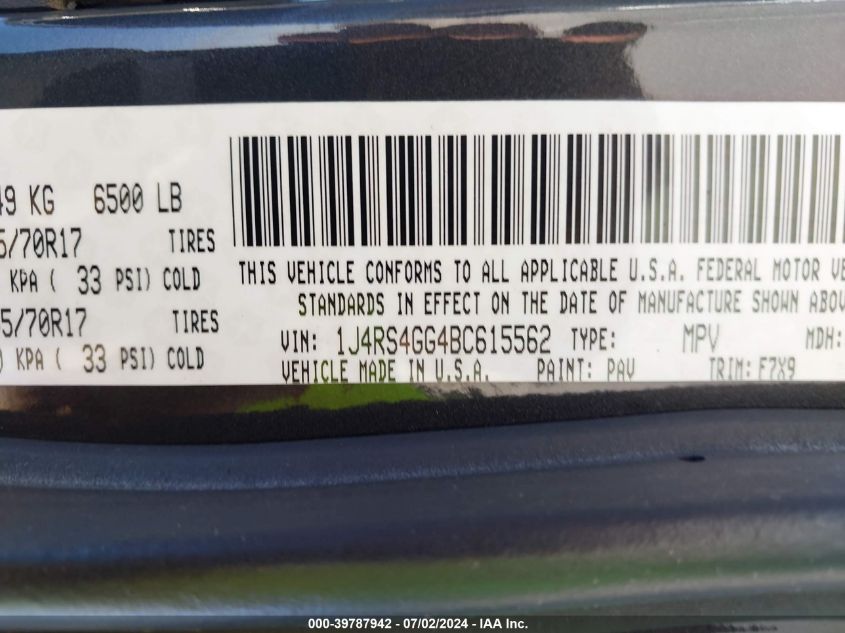 49 KG 6500 LB
5/70R17 TIRES
KPA ( 33 PSI) COLD
5/70R17 TIRES
) KPA ( 33 PSI) COLD
THIS VEHICLE CONFORMS TO ALL APPLICABLE U.S.A. FEDERAL MOTOR VE
STANDARDS IN EFFECT ON THE DATE OF MANUFACTURE SHOWN ABOV
VIN: 1J4RS4GG4BC615562 TYPE: MPV MDH:
VEHICLE MADE IN U.S.A. PAINT: PAV TRIM: F7X9
000-39787942 / 07/02/2024 - IAA Inc.